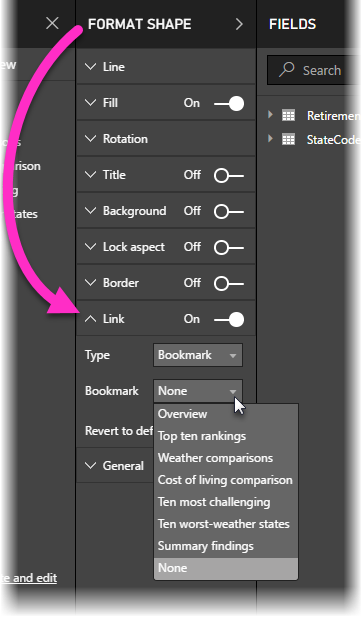 FORMAT SHAPE
FIELDS
Search
Line
Fill On
Rotation
Title Off
Background Off
Lock aspect Off
Border Off
Link On
Type Bookmark
Bookmark None
Overview
Top ten rankings
Weather comparisons
Cost of living comparison
Ten most challenging
Ten worst-weather states
Summary findings
None
Revert to def
General
Retirement
StateCode
ew
rison
g
tates
e and edit